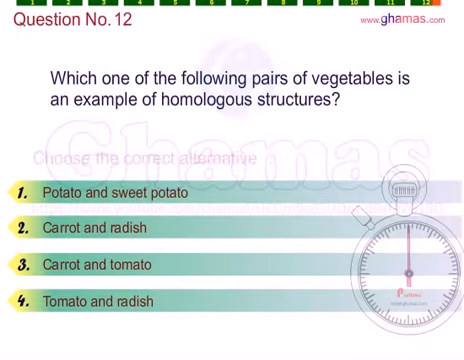 1 2 3 4 5 6 7 8 9 10 11 12
Question No.12
www.ghamas.com
Which one of the following pairs of vegetables is
an example of homologous structures?
Ghamas
Choose the correct alternative
1. Potato and sweet potato
2. Carrot and radish
3. Carrot and tomato
4. Tomato and radish